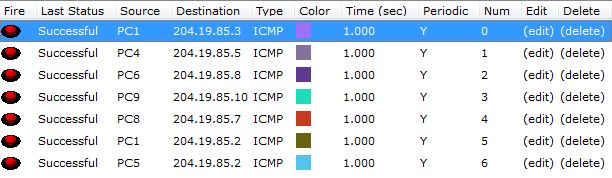 Fire Last Status Source Destination Type Color Time (sec) Periodic Num Edit Delete
Successful PC1 204.19.85.3 ICMP 1.000 Y 0 (edit) (delete)
Successful PC4 204.19.85.5 ICMP 1.000 Y 1 (edit) (delete)
Successful PC6 204.19.85.8 ICMP 1.000 Y 2 (edit) (delete)
Successful PC9 204.19.85.10 ICMP 1.000 Y 3 (edit) (delete)
Successful PC8 204.19.85.7 ICMP 1.000 Y 4 (edit) (delete)
Successful PC1 204.19.85.2 ICMP 1.000 Y 5 (edit) (delete)
Successful PC5 204.19.85.2 ICMP 1.000 Y 6 (edit) (delete)